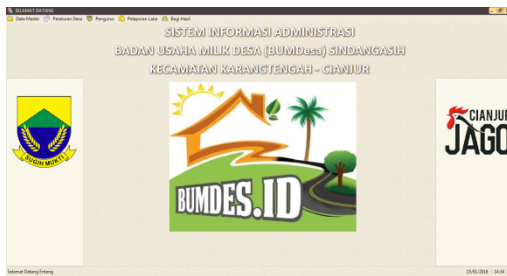 SELAMAT DATANG
Data Master Peraturan Desa Pengurus Pelaporan Laba Bagi Hasil
SISTEM INFORMASI ADMINISTRASI
BADAN USAHA MILIK DESA (BUMDesa) SINDANGASIH
KECAMATAN KARANGTENGAH - CIANJUR
SUGIH MUKTI
BUMDES.ID
CIANJUR
JAGO
Selamat Datang Entang
15/01/2018 - 14:34